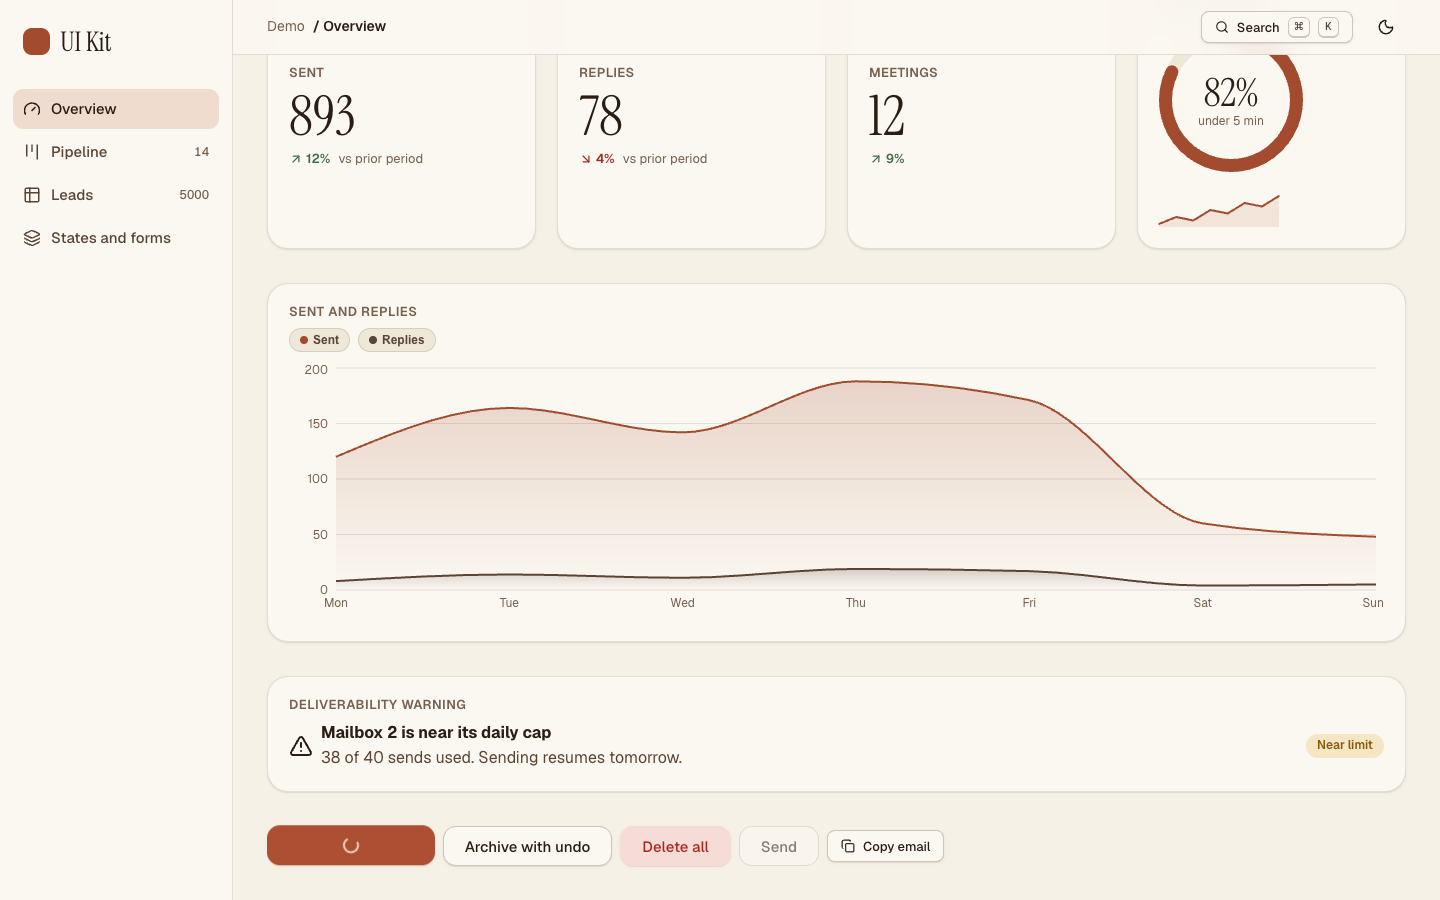 UI Kit
Demo / Overview
Search ⌘ K
Overview
Pipeline 14
Leads 5000
States and forms
SENT
893
12% vs prior period
REPLIES
78
4% vs prior period
MEETINGS
12
9%
82%
under 5 min
SENT AND REPLIES
Sent Replies
200
150
100
50
0
Mon Tue Wed Thu Fri Sat Sun
DELIVERABILITY WARNING
Mailbox 2 is near its daily cap
38 of 40 sends used. Sending resumes tomorrow.
Near limit
Archive with undo Delete all Send Copy email